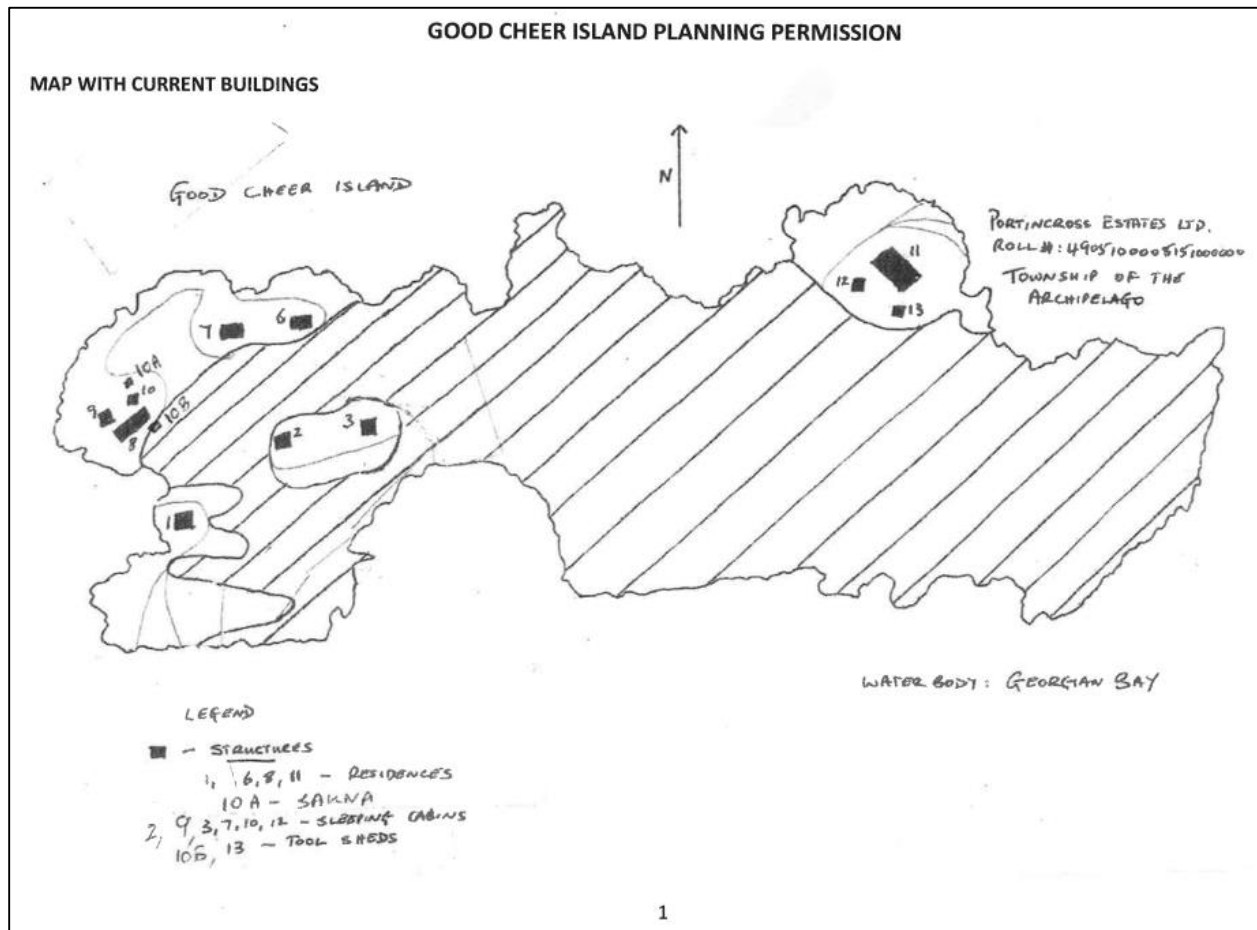 GOOD CHEER ISLAND PLANNING PERMISSION
MAP WITH CURRENT BUILDINGS
GOOD CHEER ISLAND
N
PORTINCROSS ESTATES LTD.
ROLL #:
TOWNSHIP OF THE
ARCHIPELAGO
11
12
13
7
6
10A
10
9
10B
8
2
3
1
WATER BODY: GEORGIAN BAY
LEGEND
- STRUCTURES
1, 6, 8, 11 - RESIDENCES
10A - SAUNA
2, 9, 3, 7, 10, 12 - SLEEPING CABINS
10B, 13 - TOOL SHEDS
1